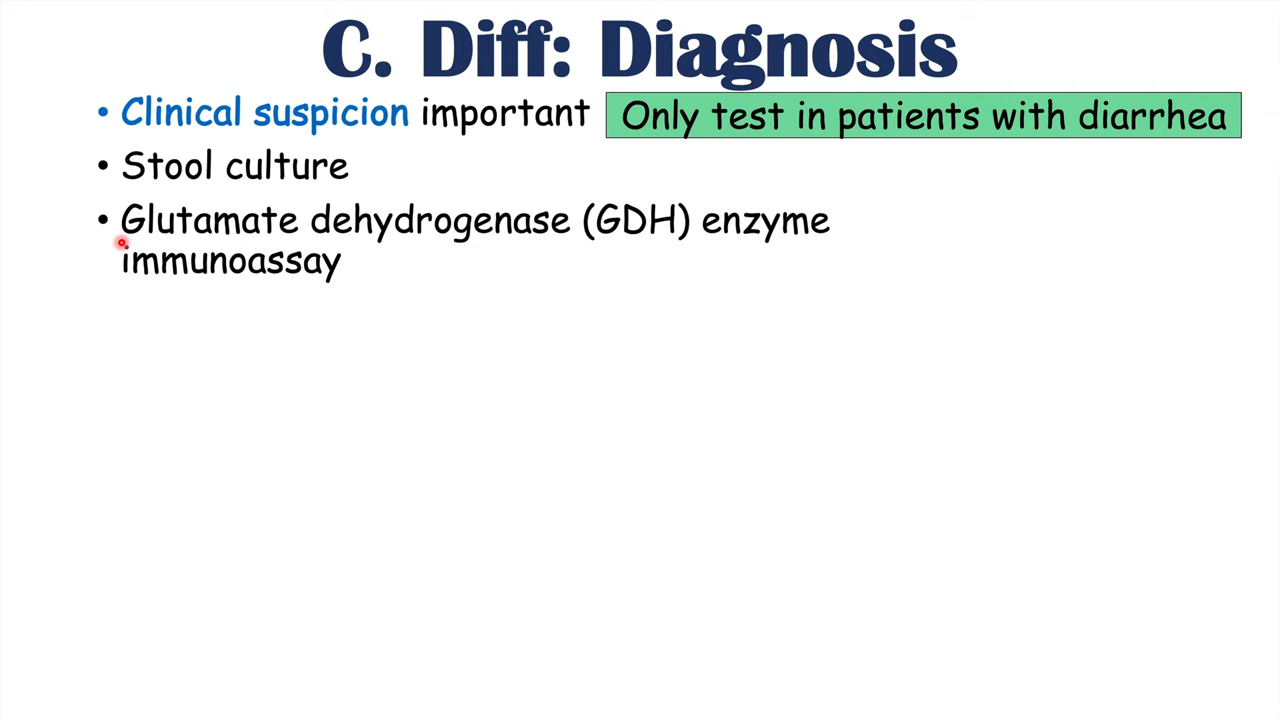 C. Diff: Diagnosis
• Clinical suspicion important
Only test in patients with diarrhea
• Stool culture
• Glutamate dehydrogenase (GDH) enzyme
immunoassay